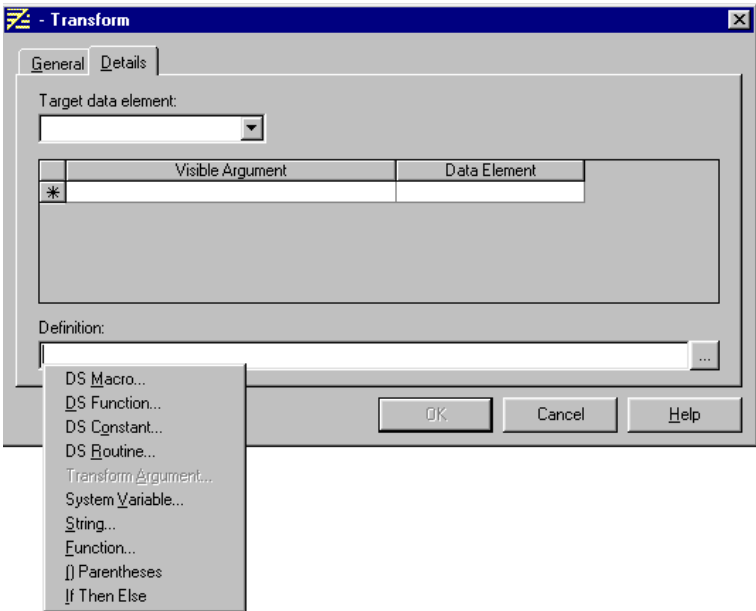 - Transform
General Details
Target data element:
Visible Argument Data Element
Definition:
...
DS Macro...
DS Function...
DS Constant...
DS Routine...
Transform Argument...
System Variable...
String...
Function...
() Parentheses
If Then Else
OK Cancel Help